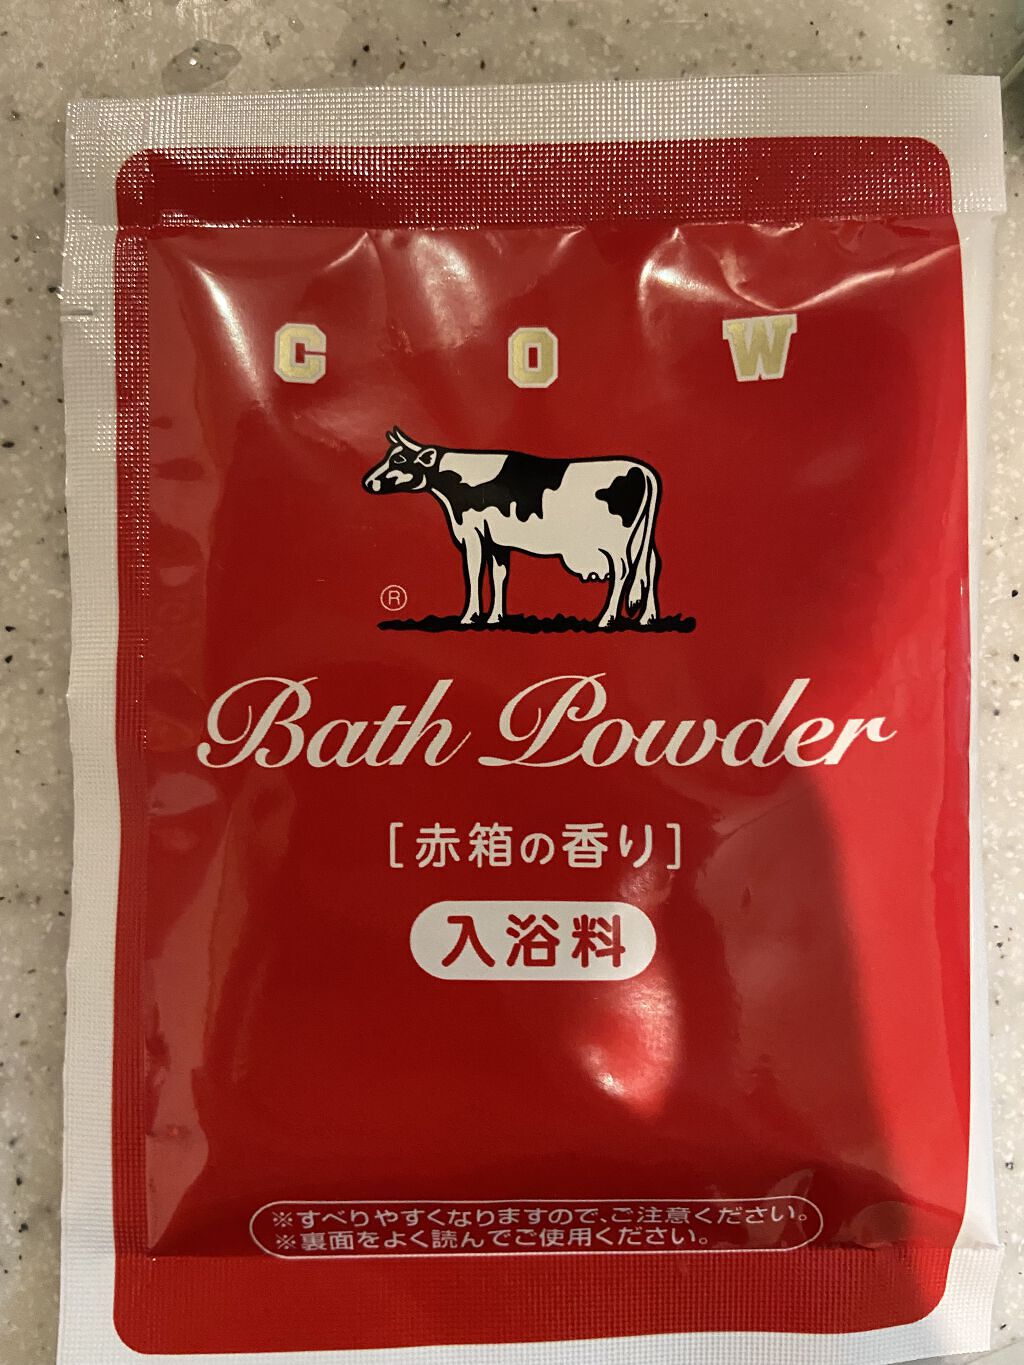 C O W
®
Bath Powder
[赤箱の香り]
入浴料
※すべりやすくなりますので、ご注意ください。
※裏面をよく読んでご使用ください。